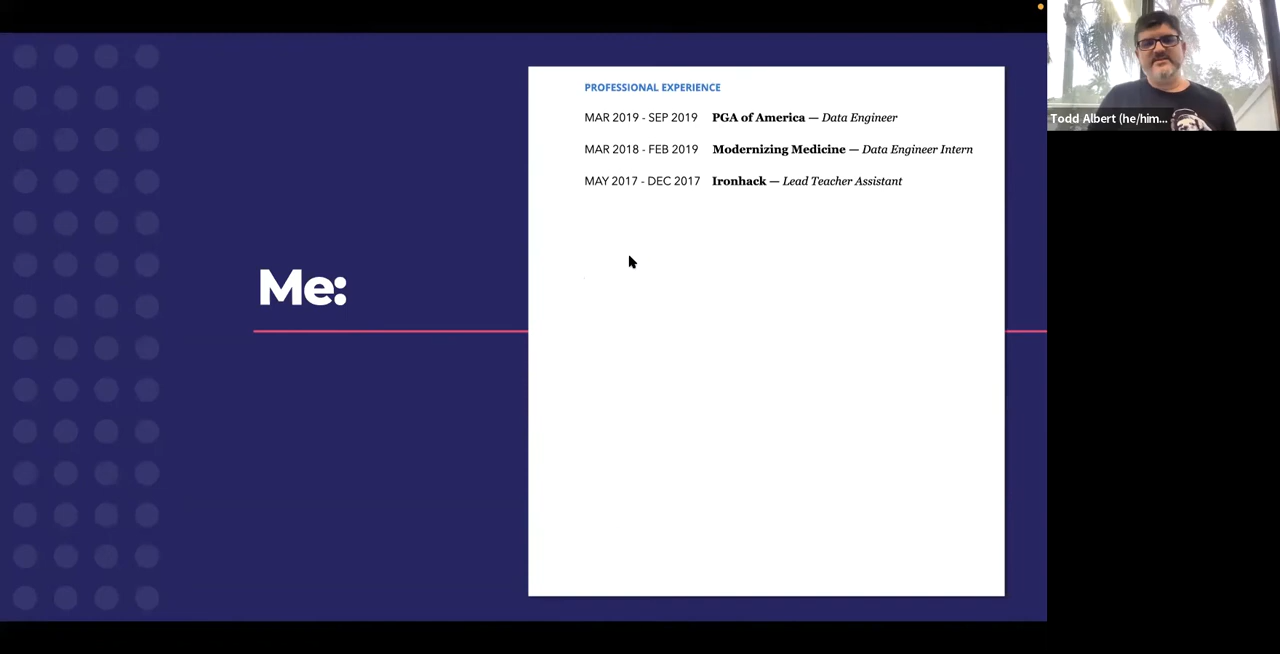 PROFESSIONAL EXPERIENCE
MAR 2019 - SEP 2019 PGA of America — Data Engineer
MAR 2018 - FEB 2019 Modernizing Medicine — Data Engineer Intern
MAY 2017 - DEC 2017 Ironhack — Lead Teacher Assistant
Me:
Todd Albert (he/him...